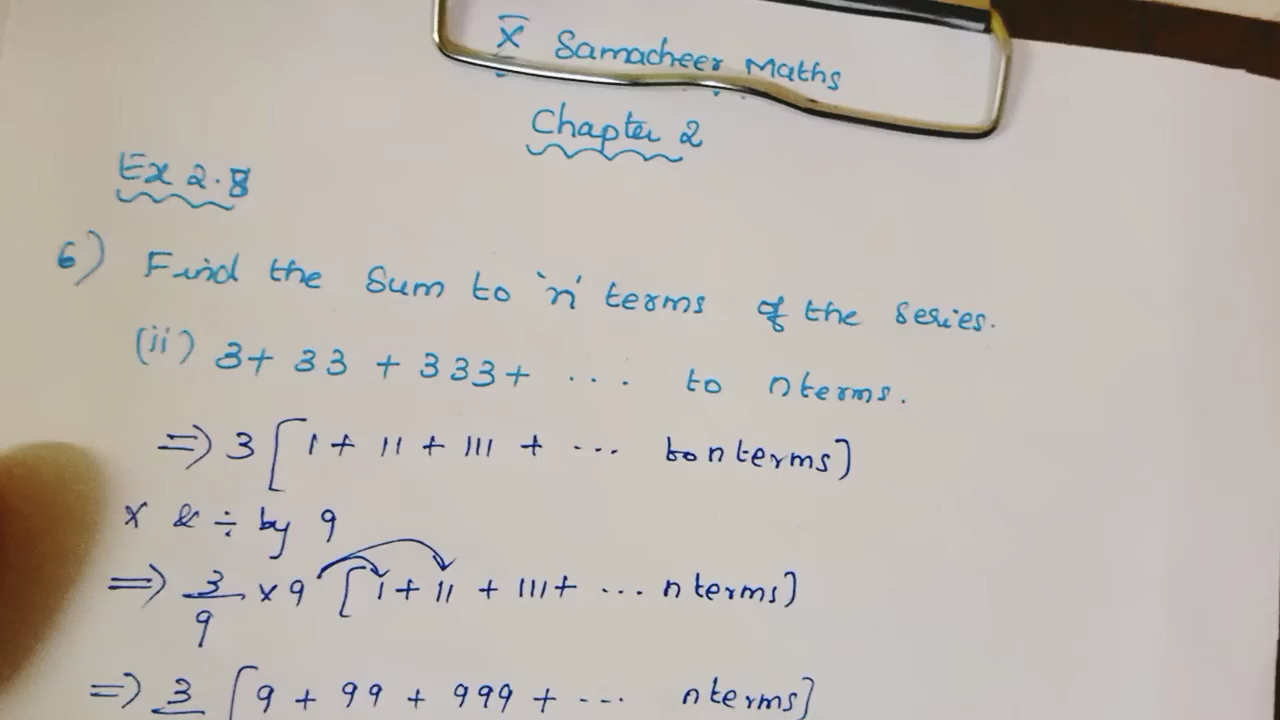 X Samacheer Maths
Chapter 2
Ex 2.8
6) Find the Sum to 'n' terms of the series.
(ii) 3+ 33 + 333+ ... to n terms.
=> 3 [1 + 11 + 111 + ... to n terms]
× & ÷ by 9
=> 3/9 × 9 [1 + 11 + 111+ ... n terms]
=> 3 [9 + 99 + 999 + ... n terms]